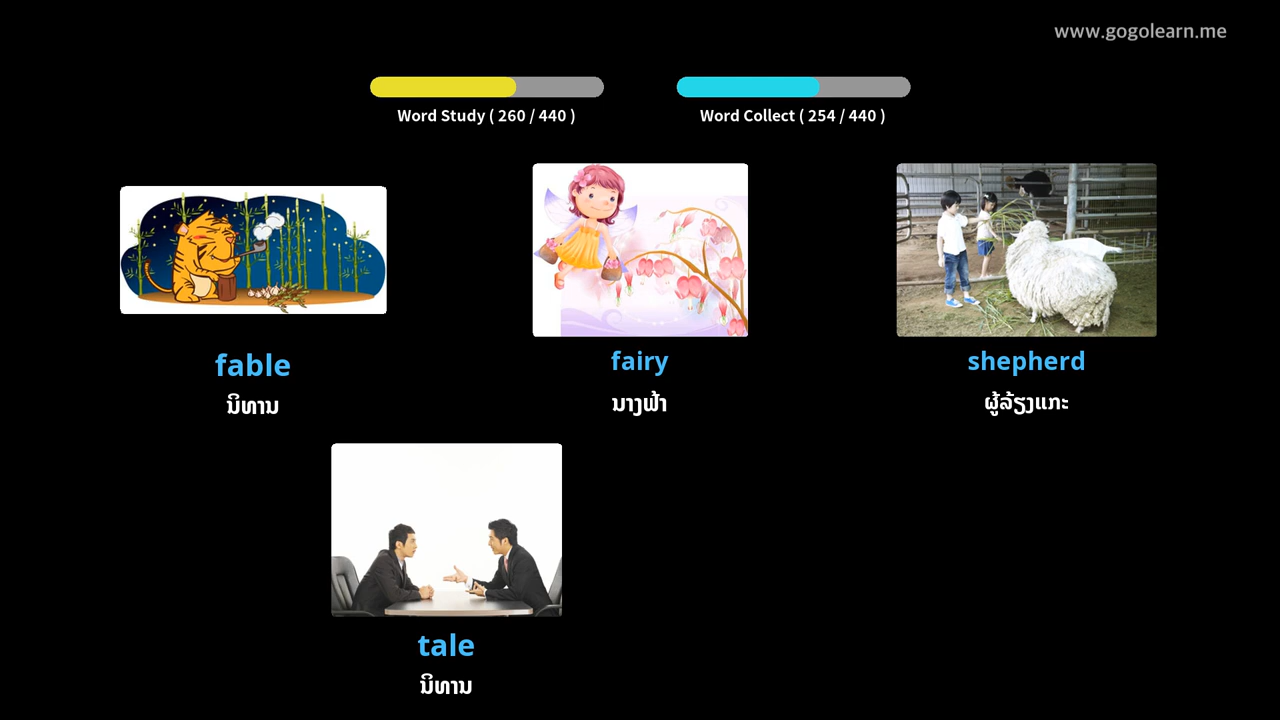 www.gogolearn.me
Word Study ( 260 / 440 )
Word Collect ( 254 / 440 )
fable
ນິທານ
fairy
ນາງຟ້າ
shepherd
ຜູ້ລ້ຽງແກະ
tale
ນິທານ